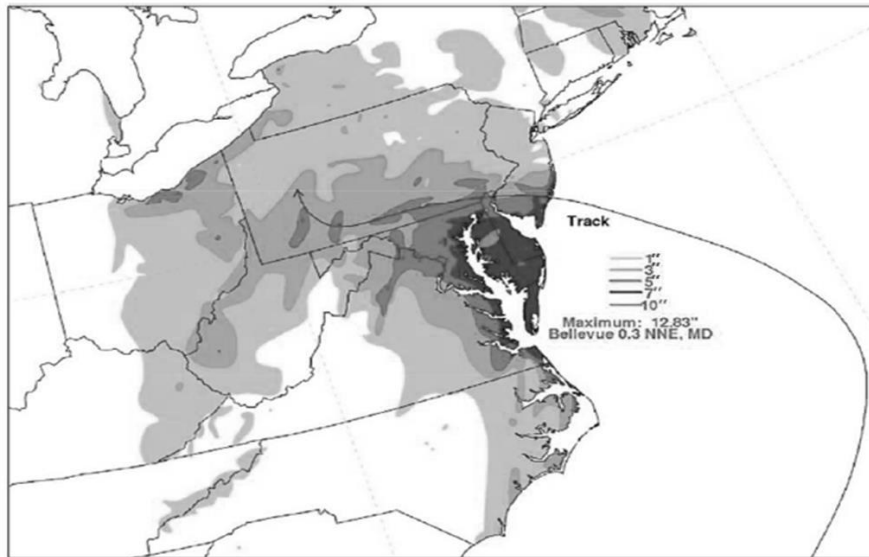 Track
1"
3"
5"
7"
10"
Maximum: 12.83"
Bellevue 0.3 NNE, MD